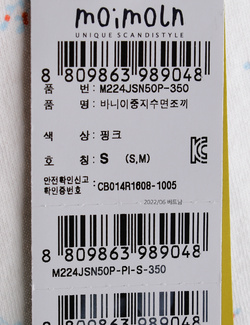 moimoln
UNIQUE SCANDISTYLE
8 809863 989048
품 번: M224JSN50P-350
품 명: 바니이중지수면조끼
색 상: 핑크
호 칭: S (S,M)
안전확인신고
확인증번호 : CB014R1608-1005
2022/06 베트남
8 809863 989048
M224JSN50P-PI-S-350